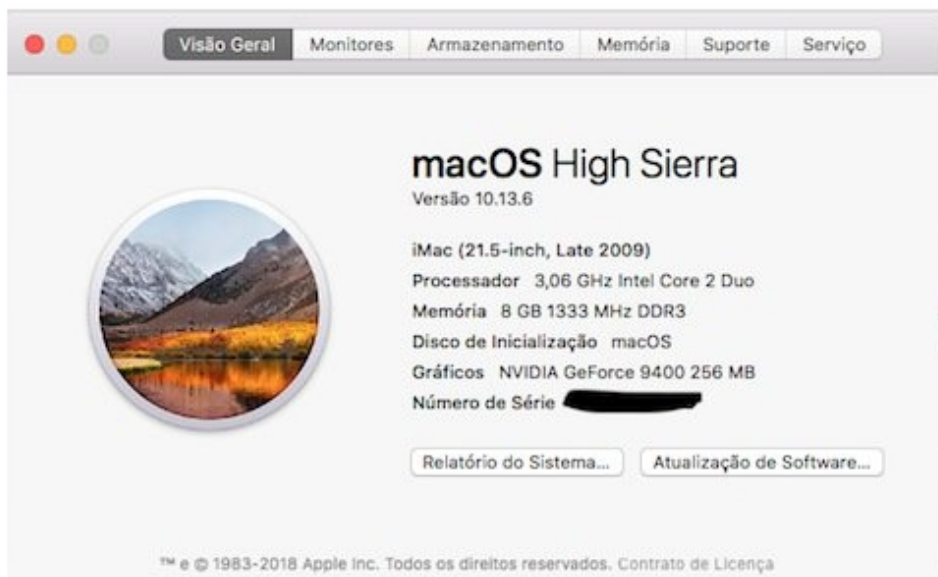 Visão Geral Monitores Armazenamento Memória Suporte Serviço
macOS High Sierra
Versão 10.13.6
iMac (21.5-inch, Late 2009)
Processador 3,06 GHz Intel Core 2 Duo
Memória 8 GB 1333 MHz DDR3
Disco de Inicialização macOS
Gráficos NVIDIA GeForce 9400 256 MB
Número de Série
Relatório do Sistema... Atualização de Software...
™ e © 1983-2018 Apple Inc. Todos os direitos reservados. Contrato de Licença